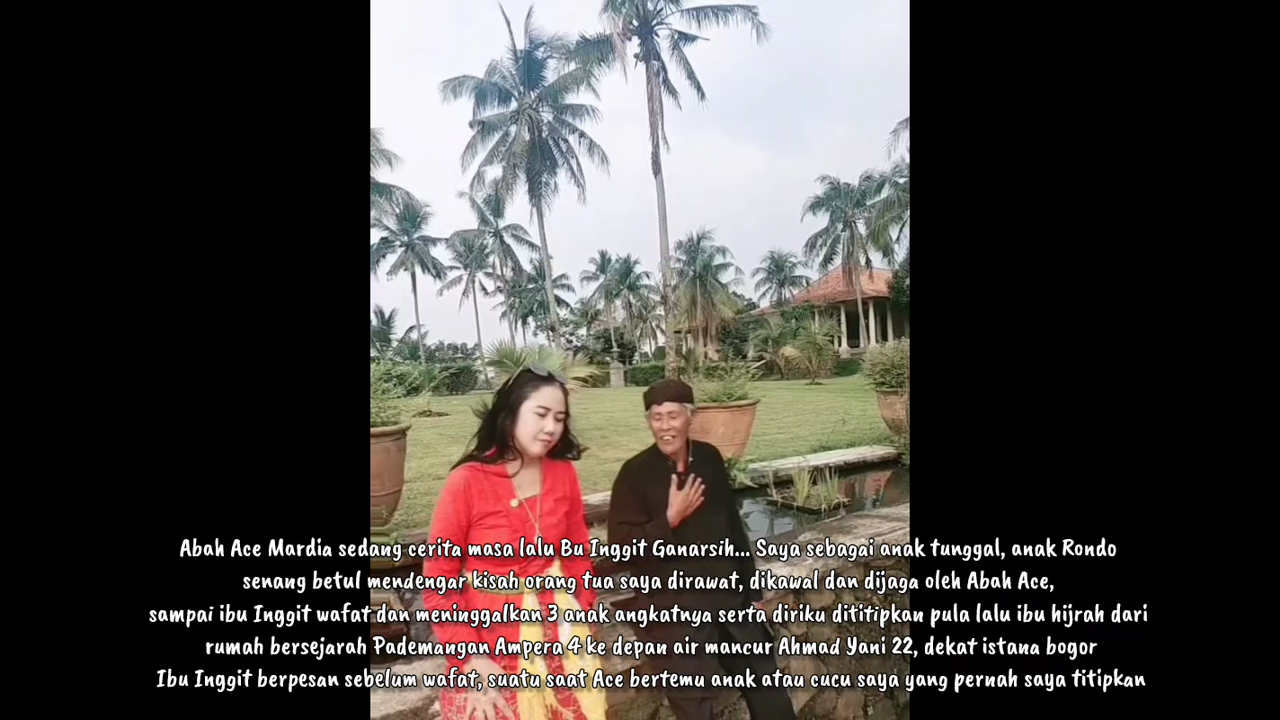 Abah Ace Mardia sedang cerita masa lalu Bu Inggit Ganarsih... Saya sebagai anak tunggal, anak Rondo
senang betul mendengar kisah orang tua saya dirawat, dikawal dan dijaga oleh Abah Ace,
sampai ibu Inggit wafat dan meninggalkan 3 anak angkatnya serta diriku dititipkan pula lalu ibu hijrah dari
rumah bersejarah Pademangan Ampera 4 ke depan air mancur Ahmad Yani 22, dekat istana bogor
Ibu Inggit berpesan sebelum wafat, suatu saat Ace bertemu anak atau cucu saya yang pernah saya titipkan